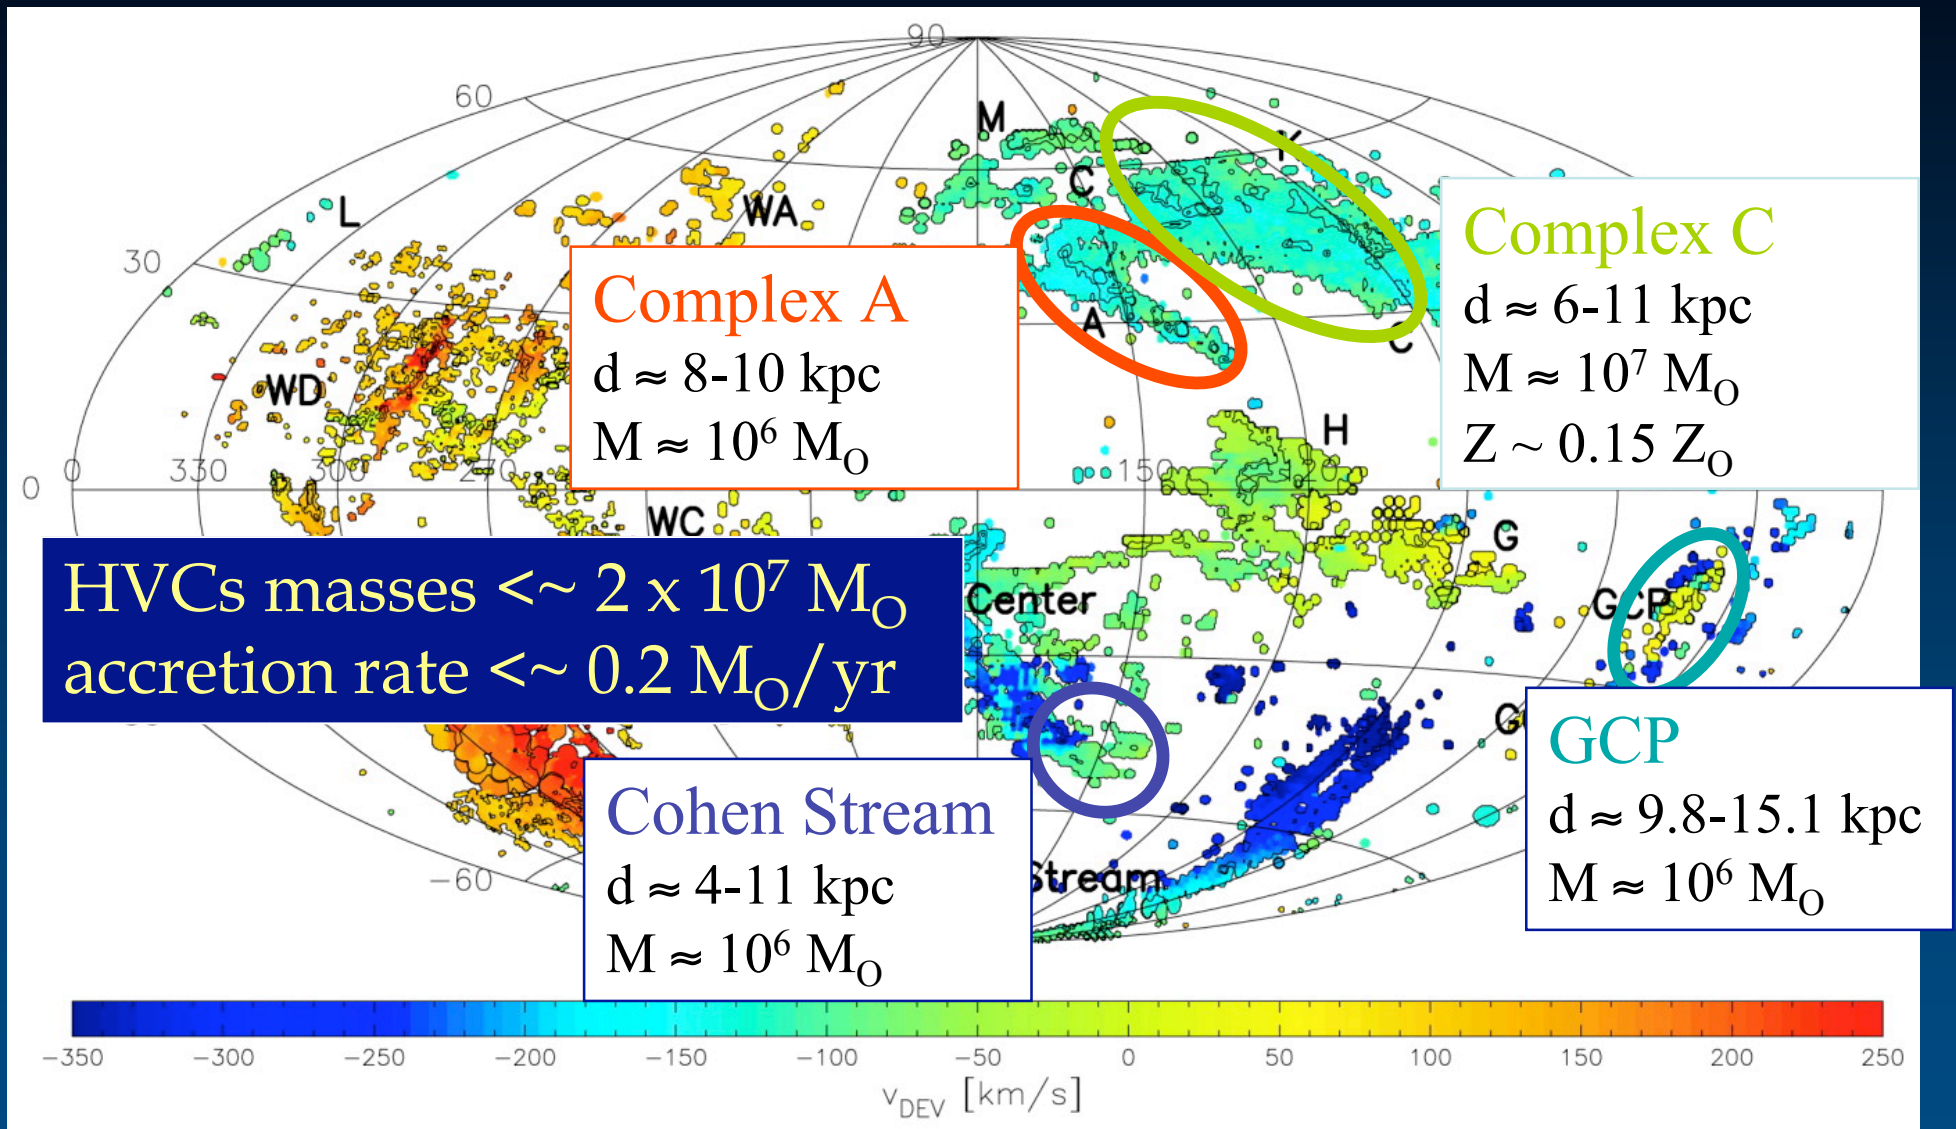 90
60
M
K
C
L
WA
30
Complex A
d ≈ 8-10 kpc
M ≈ 10⁶ M_O
A
C
Complex C
d ≈ 6-11 kpc
M ≈ 10⁷ M_O
Z ~ 0.15 Z_O
WD
H
0
0
330
300
270
150
WC
G
HVCs masses <~ 2 x 10⁷ M_O
accretion rate <~ 0.2 M_O/yr
Center
GCP
GCP
d ≈ 9.8-15.1 kpc
M ≈ 10⁶ M_O
Cohen Stream
d ≈ 4-11 kpc
M ≈ 10⁶ M_O
-60
Stream
-350 -300 -250 -200 -150 -100 -50 0 50 100 150 200 250
v_DEV [km/s]